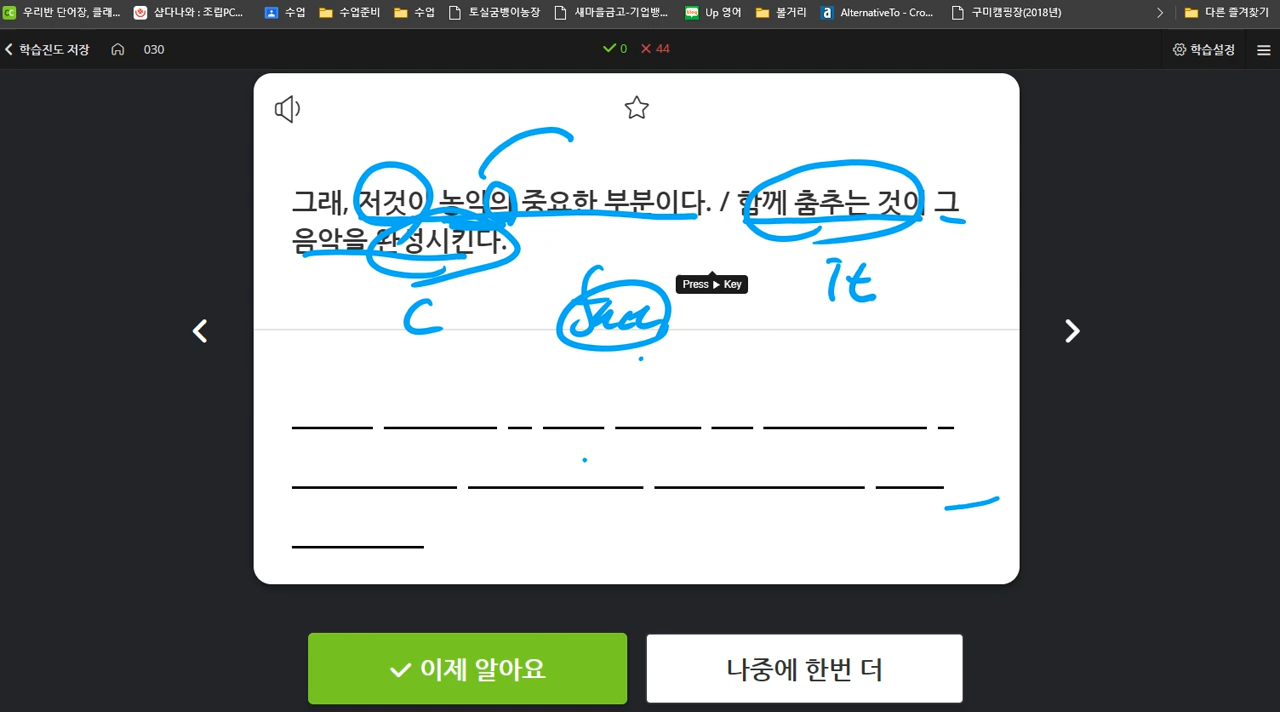 우리반 단어장, 클래... 샵다나와 : 조립PC... 수업 수업준비 수업 토실굼벵이농장 새마을금고-기업뱅... Up 영어 볼거리 AlternativeTo - Cro... 구미캠핑장(2018년) 다른 즐겨찾기
학습진도 저장 030 0 44 학습설정
그래, 저것이 농악의 중요한 부분이다. / 함께 춤추는 것이 그
음악을 완성시킨다.
Press ▶ Key
It
C
이제 알아요 나중에 한번 더